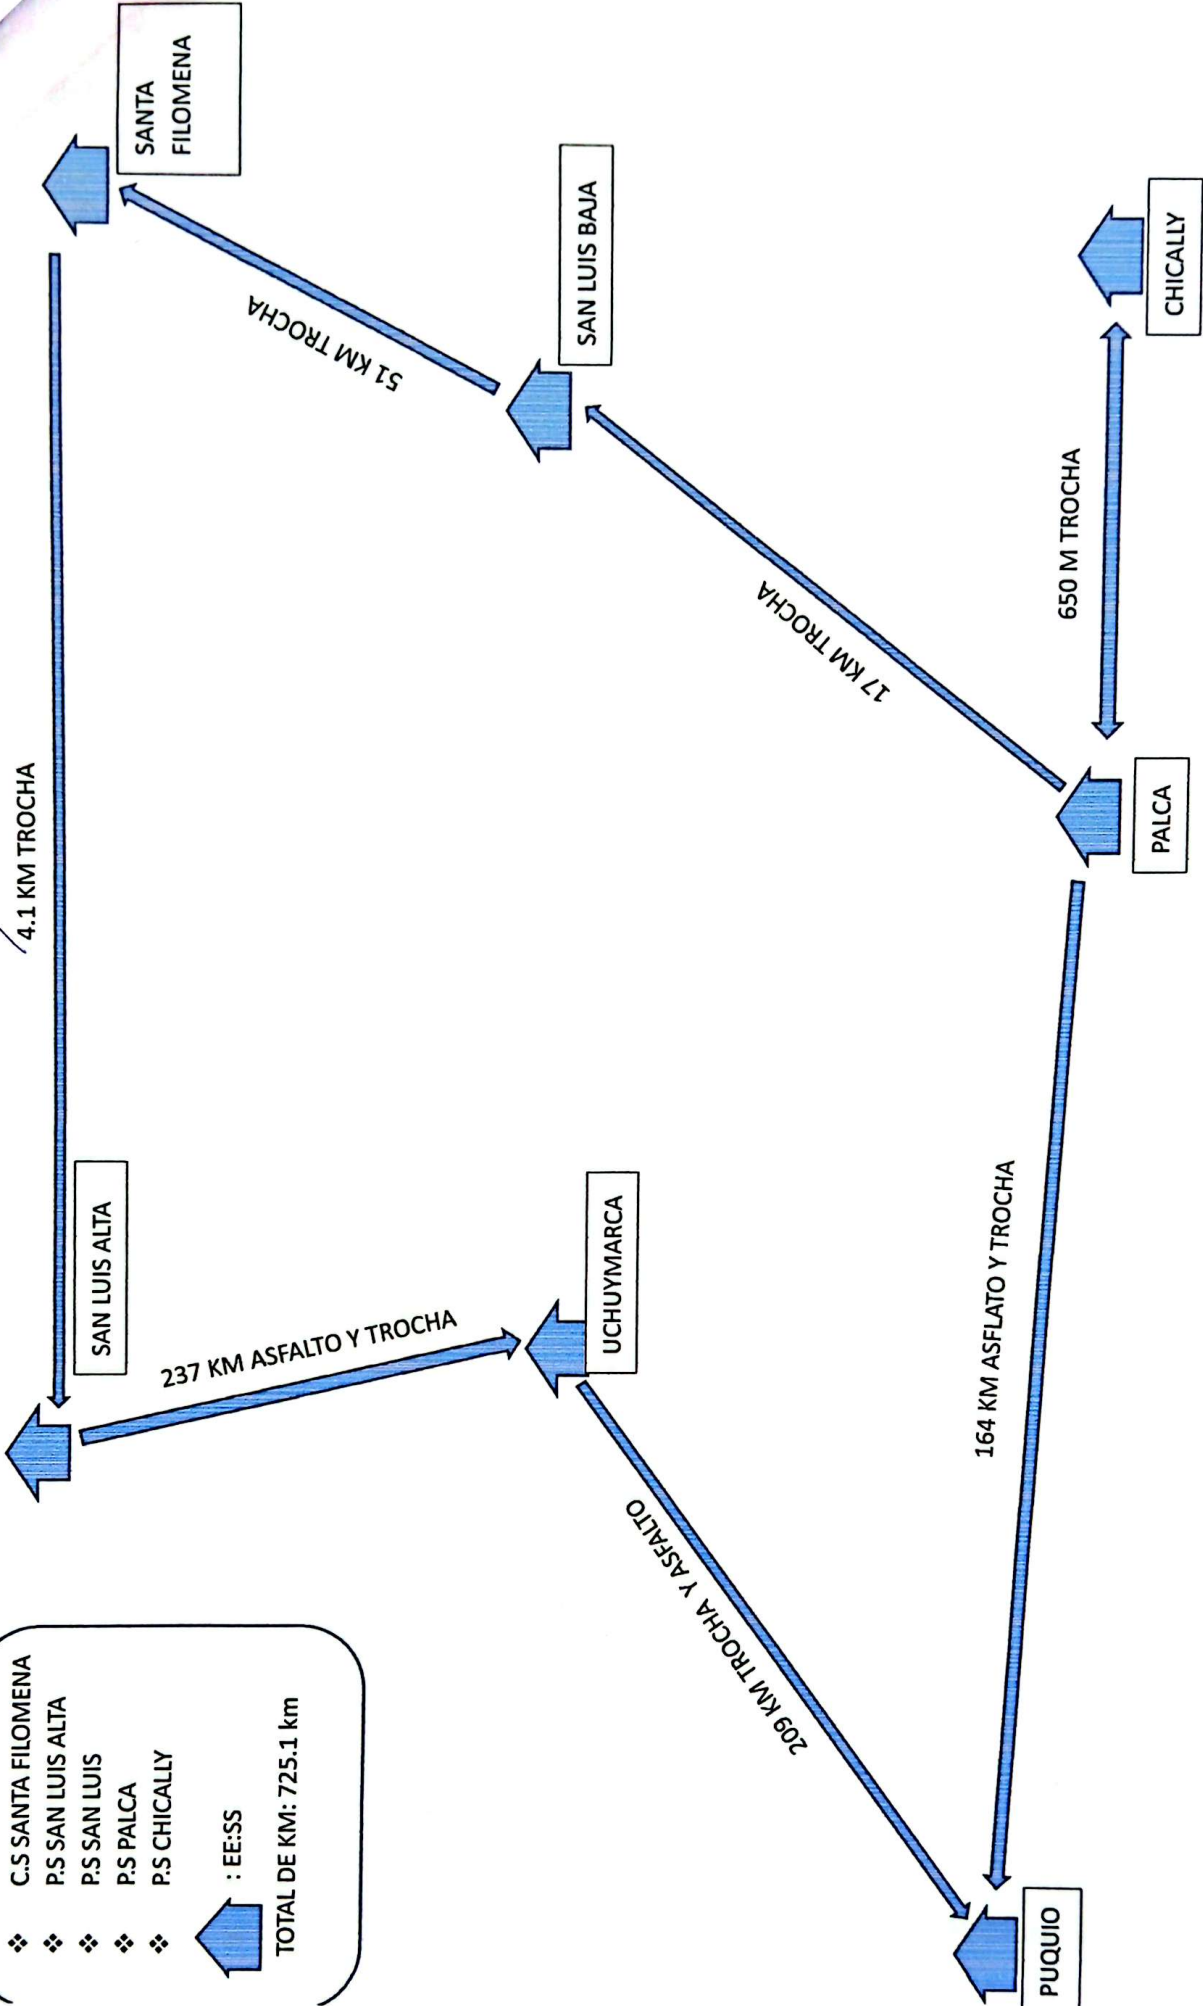 C.S SANTA FILOMENA
P.S SAN LUIS ALTA
P.S SAN LUIS
P.S PALCA
P.S CHICALLY
: EE:SS
TOTAL DE KM: 725.1 km
4.1 KM TROCHA
SANTA
FILOMENA
SAN LUIS ALTA
237 KM ASFALTO Y TROCHA
51 KM TROCHA
UCHUYMARCA
SAN LUIS BAJA
209 KM TROCHA Y ASFALTO
17 KM TROCHA
164 KM ASFLATO Y TROCHA
650 M TROCHA
PUQUIO
PALCA
CHICALLY